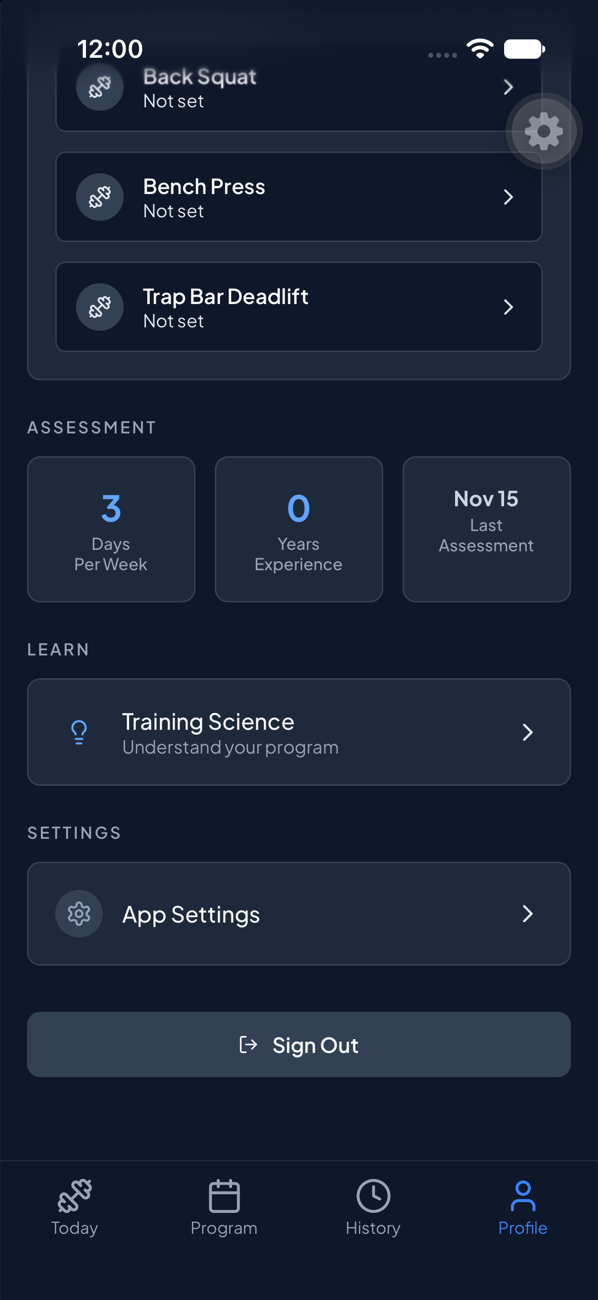 12:00
Back Squat
Not set
Bench Press
Not set
Trap Bar Deadlift
Not set
ASSESSMENT
3
Days
Per Week
0
Years
Experience
Nov 15
Last
Assessment
LEARN
Training Science
Understand your program
SETTINGS
App Settings
Sign Out
Today
Program
History
Profile